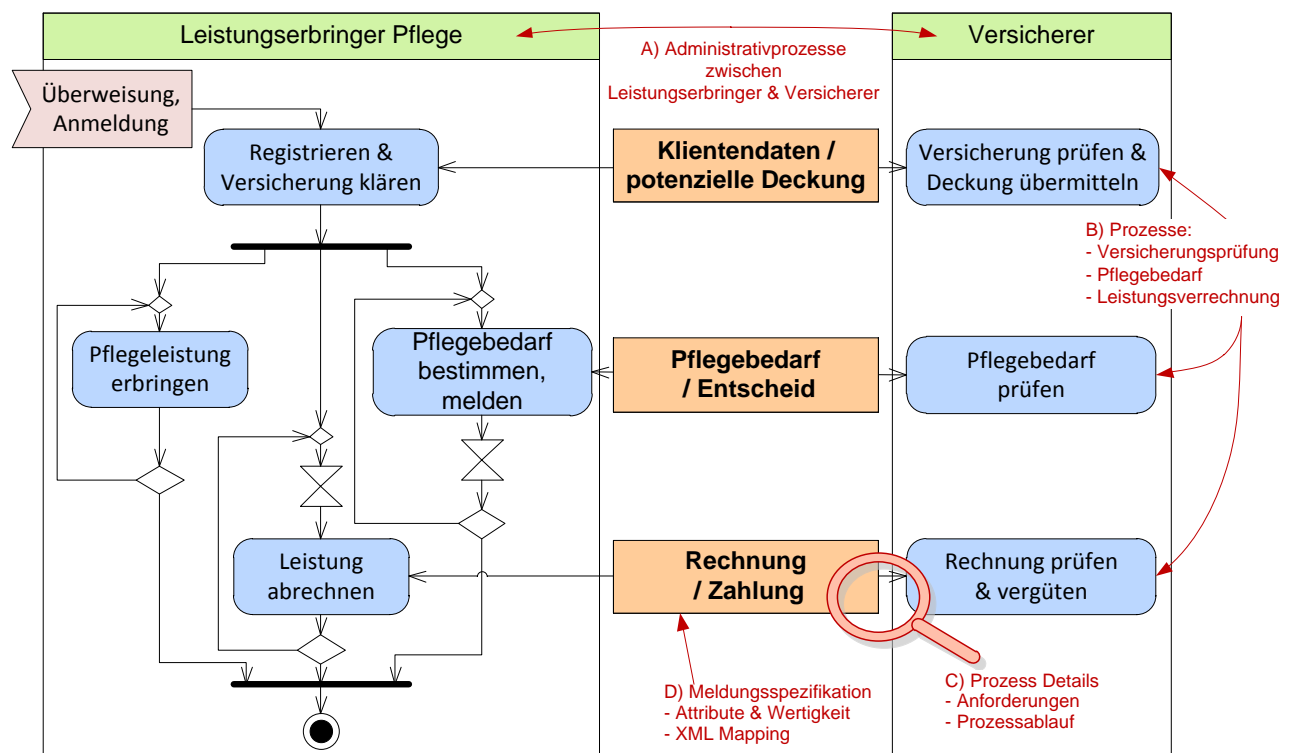 Leistungserbringer Pflege
Versicherer
A) Administrativprozesse
zwischen
Leistungserbringer & Versicherer
Überweisung,
Anmeldung
Registrieren &
Versicherung klären
Klientendaten /
potenzielle Deckung
Versicherung prüfen &
Deckung übermitteln
B) Prozesse:
- Versicherungsprüfung
- Pflegebedarf
- Leistungsverrechnung
Pflegeleistung
erbringen
Pflegebedarf
bestimmen,
melden
Pflegebedarf
/ Entscheid
Pflegebedarf
prüfen
Leistung
abrechnen
Rechnung
/ Zahlung
Rechnung prüfen
& vergüten
D) Meldungsspezifikation
- Attribute & Wertigkeit
- XML Mapping
C) Prozess Details
- Anforderungen
- Prozessablauf